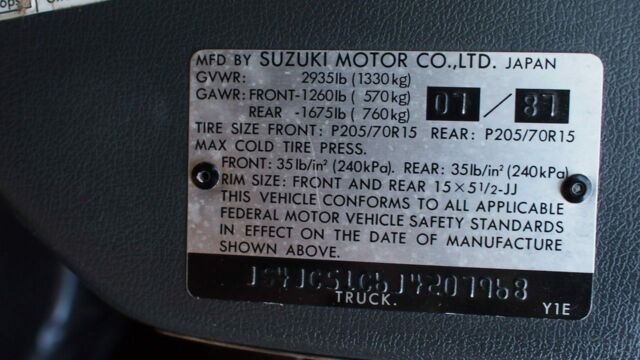 MFD BY SUZUKI MOTOR CO.,LTD. JAPAN
GVWR: 2935lb (1330kg)
GAWR: FRONT-1260lb ( 570kg)
REAR -1675lb ( 760kg)
07 / 87
TIRE SIZE FRONT: P205/70R15 REAR: P205/70R15
MAX COLD TIRE PRESS.
FRONT: 35lb/in² (240kPa). REAR: 35lb/in² (240kPa)
RIM SIZE: FRONT AND REAR 15×5 1/2-JJ
THIS VEHICLE CONFORMS TO ALL APPLICABLE
FEDERAL MOTOR VEHICLE SAFETY STANDARDS
IN EFFECT ON THE DATE OF MANUFACTURE
SHOWN ABOVE.
TRUCK.
Y1E